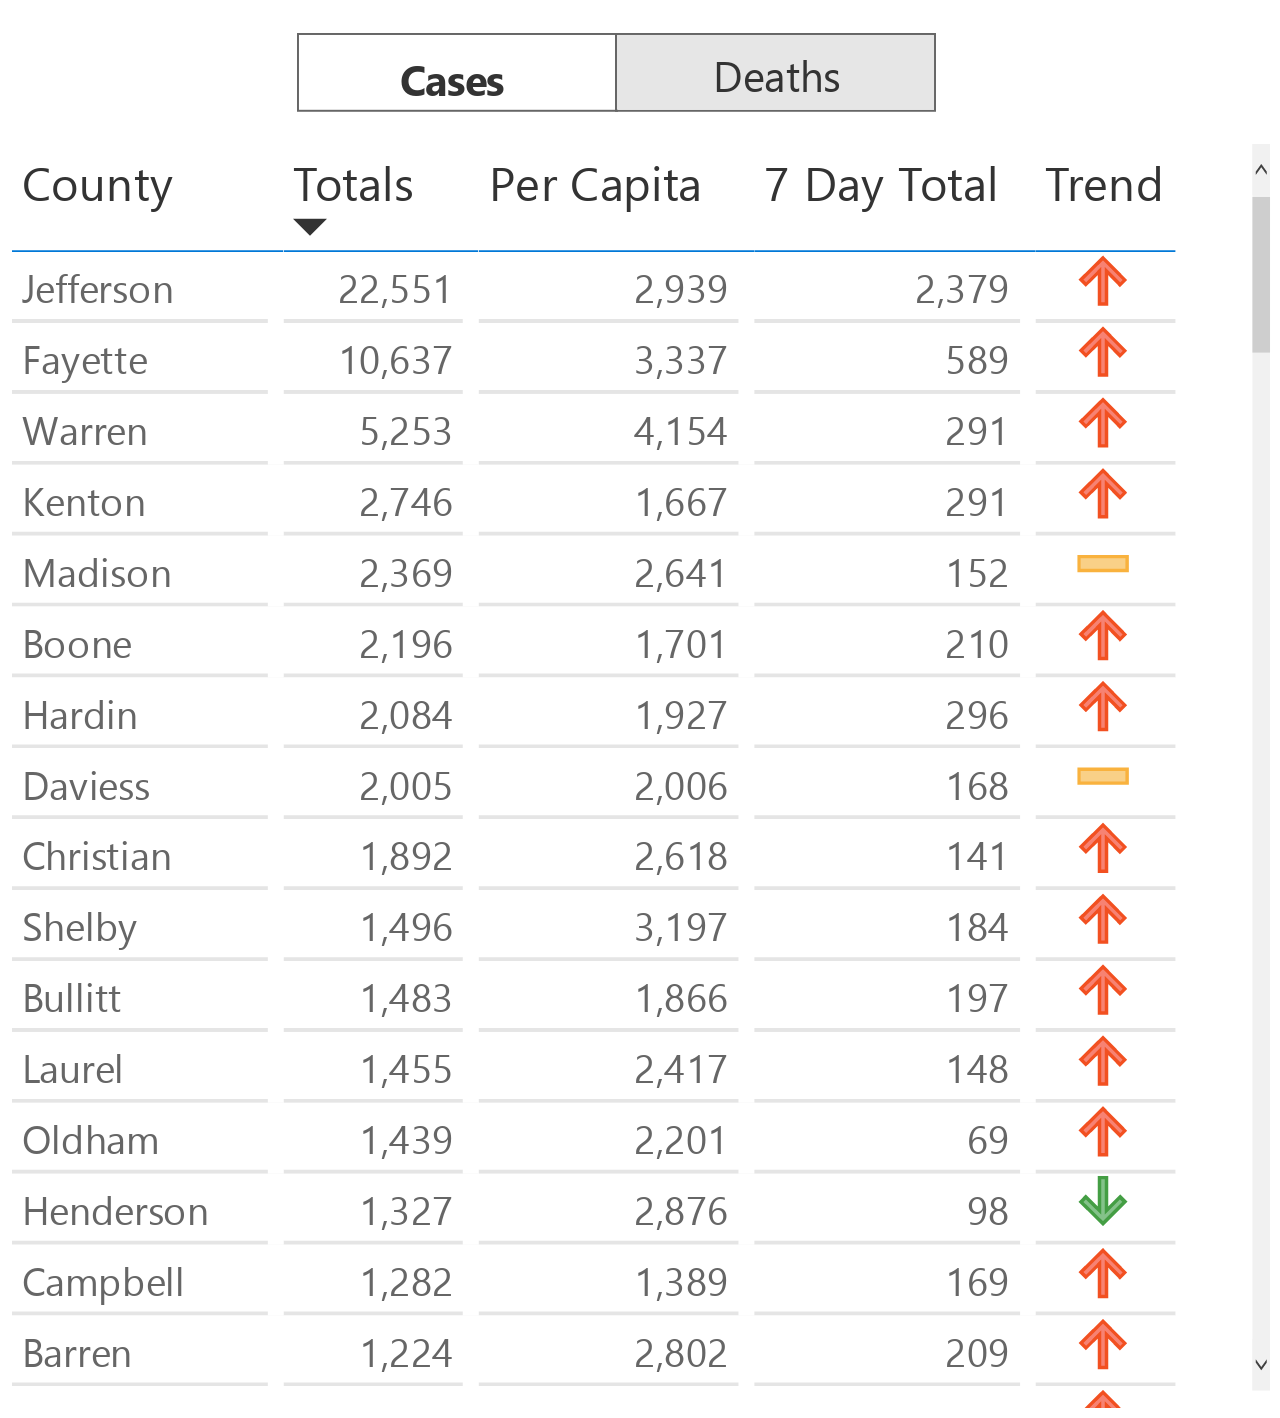 Cases Deaths
County Totals Per Capita 7 Day Total Trend
Jefferson 22,551 2,939 2,379
Fayette 10,637 3,337 589
Warren 5,253 4,154 291
Kenton 2,746 1,667 291
Madison 2,369 2,641 152
Boone 2,196 1,701 210
Hardin 2,084 1,927 296
Daviess 2,005 2,006 168
Christian 1,892 2,618 141
Shelby 1,496 3,197 184
Bullitt 1,483 1,866 197
Laurel 1,455 2,417 148
Oldham 1,439 2,201 69
Henderson 1,327 2,876 98
Campbell 1,282 1,389 169
Barren 1,224 2,802 209